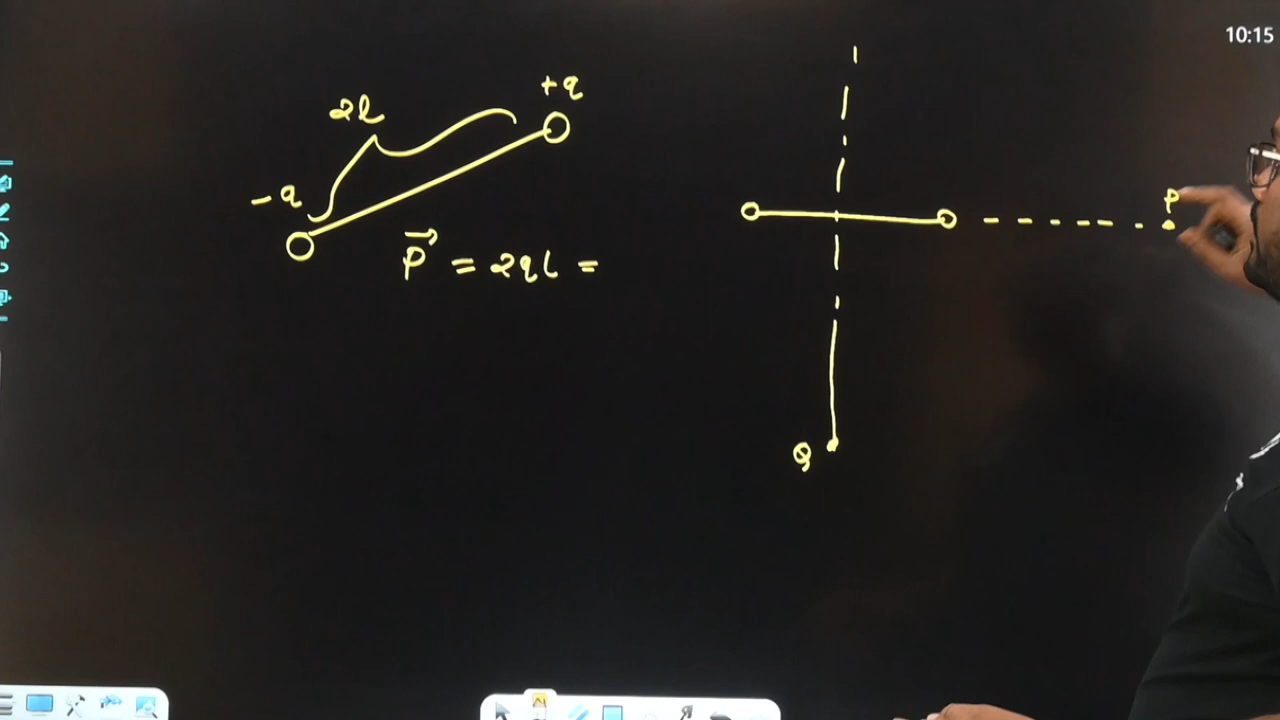 10:15
+q
2l
-q
P⃗ = 2ql =
P
Q